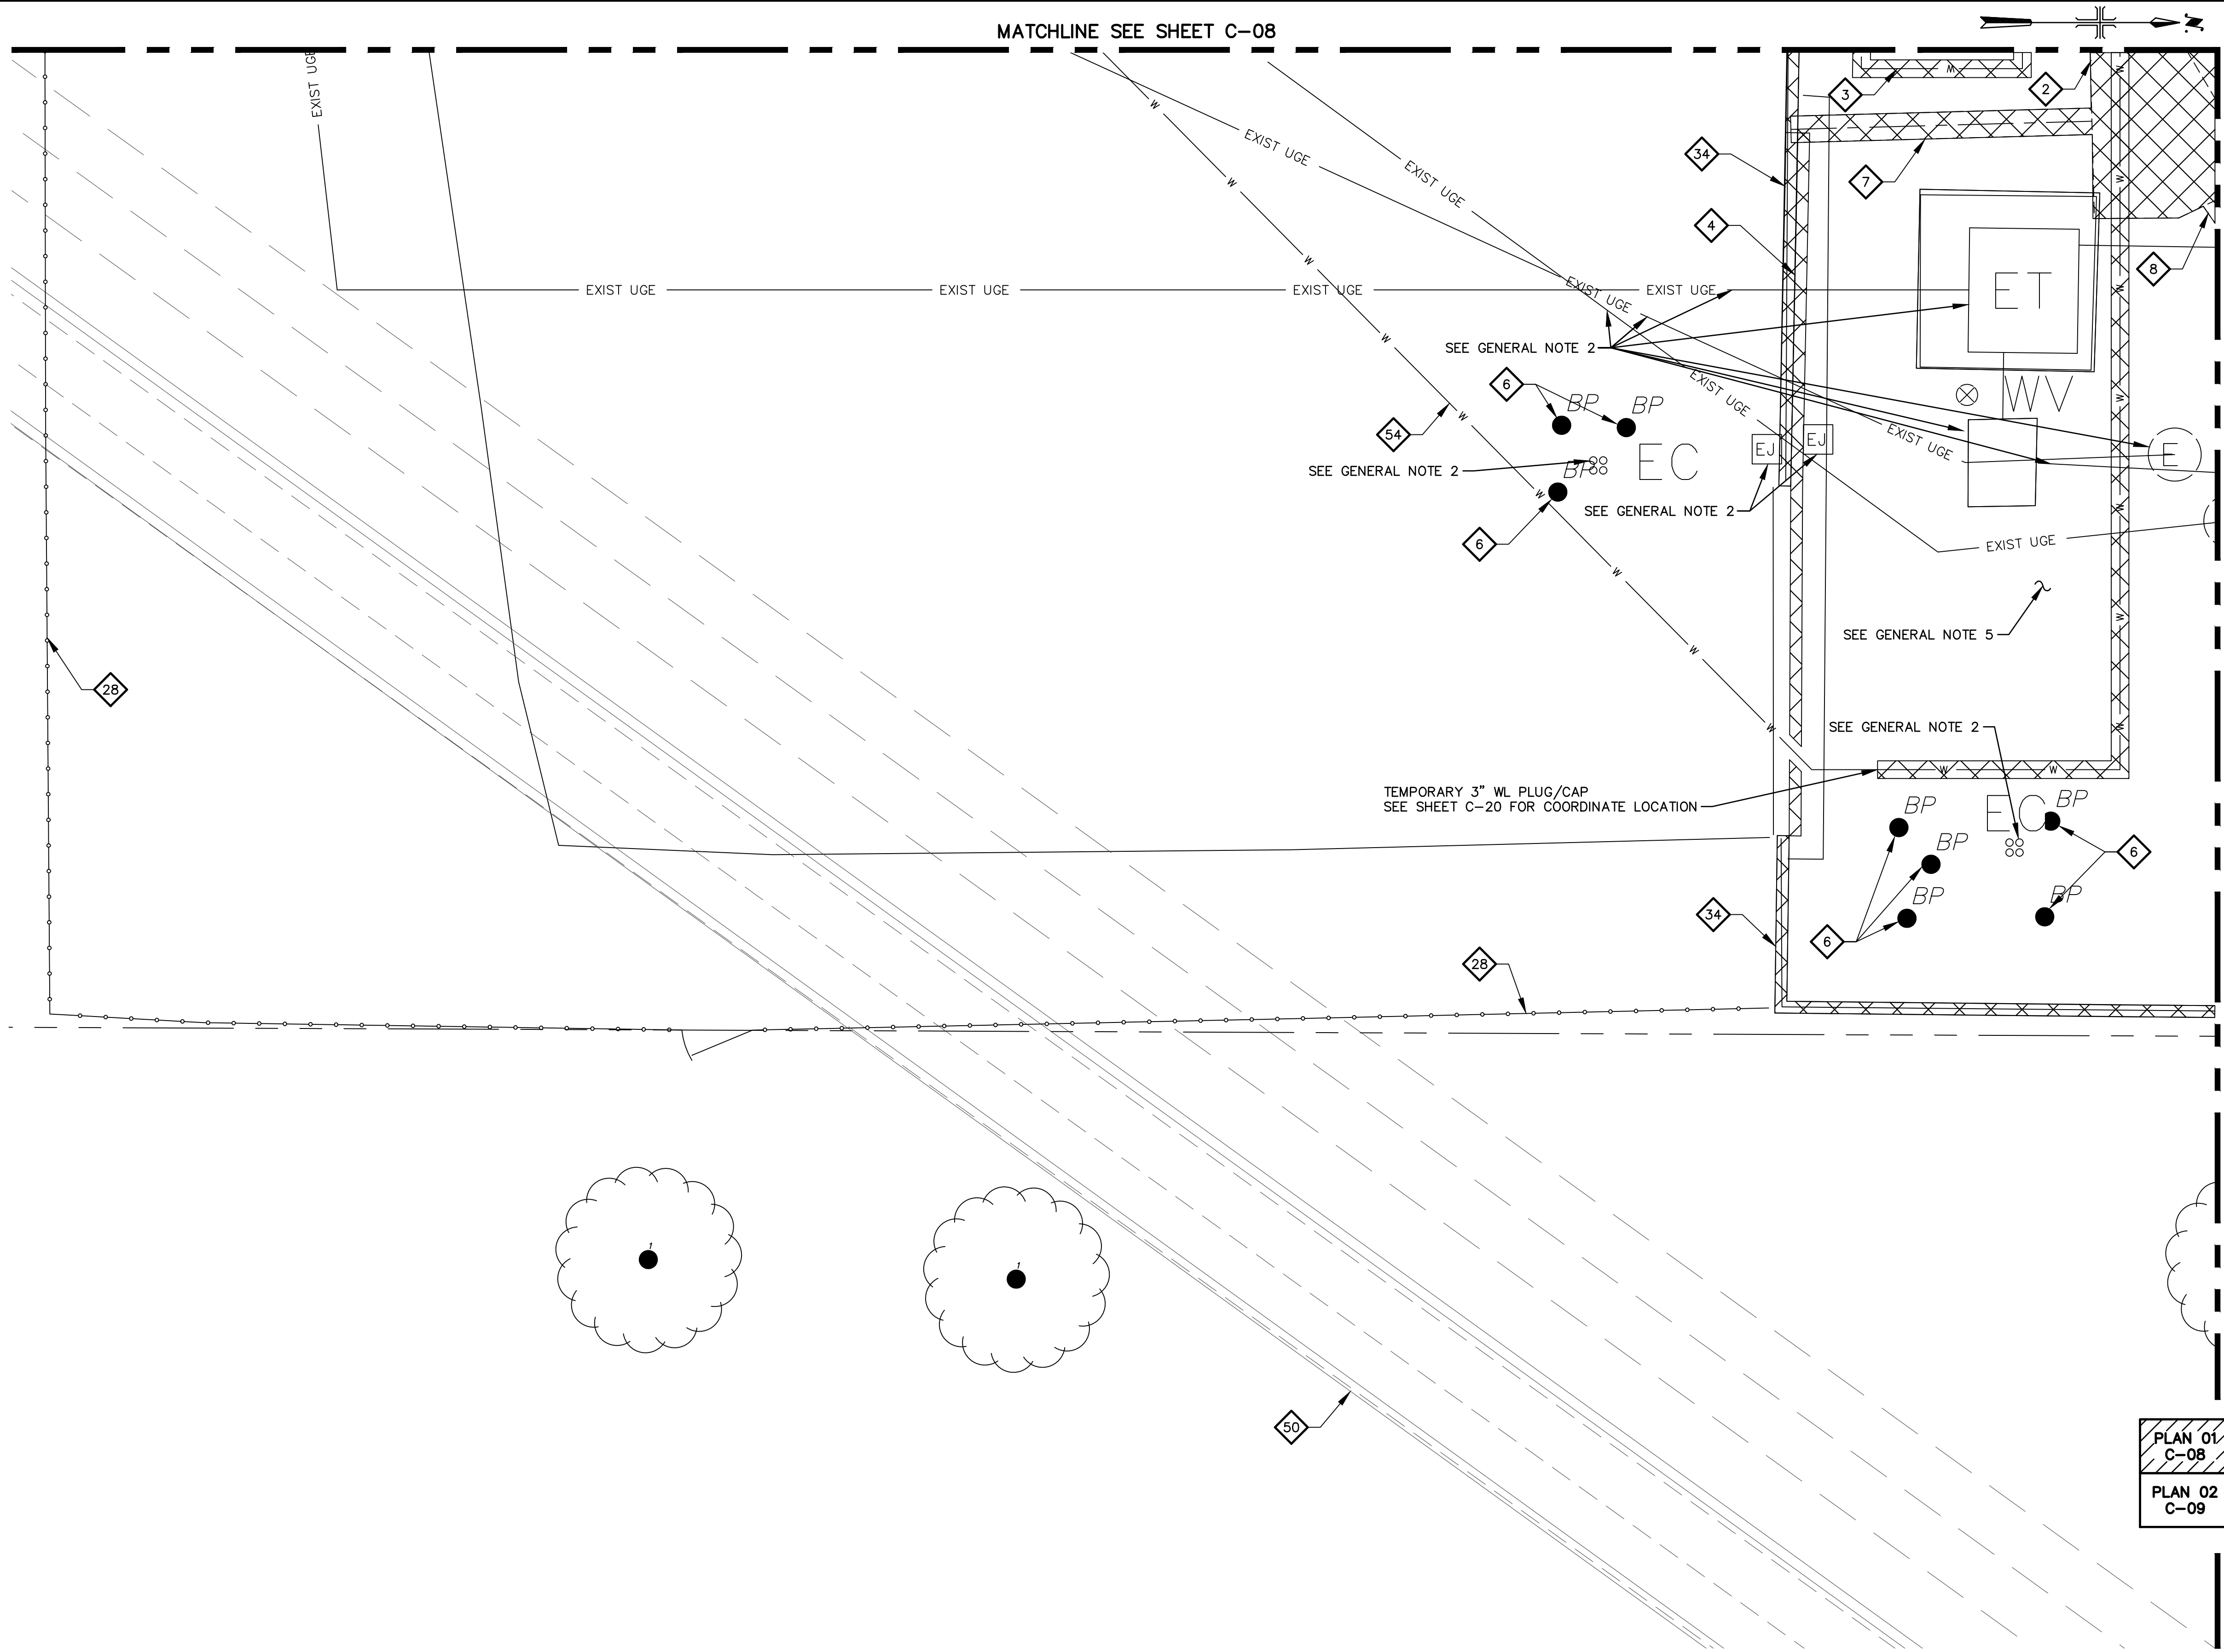 MATCHLINE SEE SHEET C-08
N.
EXIST UGE
W
3
2
W
W
EXIST UGE
34
EXIST UGE
7
W
W
4
W
8
EXIST UGE
EXIST UGE
EXIST UGE
EXIST UGE
EXIST UGE
ET
W
W
SEE GENERAL NOTE 2
EXIST UGE
6
BP
BP
WV
W
54
W
EJ
EJ
EXIST UGE
E
SEE GENERAL NOTE 2
BP
EC
W
SEE GENERAL NOTE 2
W
6
EXIST UGE
W
W
SEE GENERAL NOTE 5
W
28
W
SEE GENERAL NOTE 2
W
W
W
TEMPORARY 3" WL PLUG/CAP
SEE SHEET C-20 FOR COORDINATE LOCATION
BP
EC
BP
BP
6
BP
BP
34
6
28
1
1
50
PLAN 01
C-08
PLAN 02
C-09